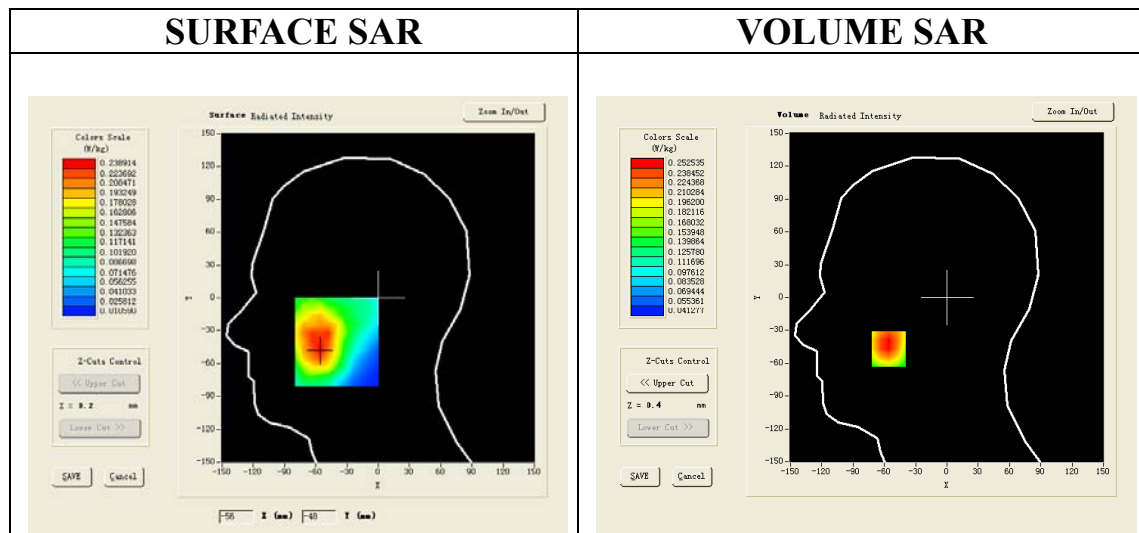 SURFACE SAR
VOLUME SAR
Surface Radiated Intensity
Zoom In/Out
Colors Scale
(W/kg)
0.238914
0.223692
0.208471
0.193249
0.178028
0.162806
0.147584
0.132363
0.117141
0.101920
0.086698
0.071476
0.056255
0.041033
0.025812
0.010590
150
120
90
60
30
0
-30
-60
-90
-120
-150
Y
-150 -120 -90 -60 -30 0 30 60 90 120 150
X
Z-Cuts Control
<< Upper Cut
Z = 0.2 mm
Lower Cut >>
SAVE Cancel
-56 X (mm) -48 Y (mm)
Volume Radiated Intensity
Zoom In/Out
Colors Scale
(W/kg)
0.252535
0.238452
0.224368
0.210284
0.196200
0.182116
0.168032
0.153948
0.139864
0.125780
0.111696
0.097612
0.083528
0.069444
0.055361
0.041277
150
120
90
60
30
0
-30
-60
-90
-120
-150
Y
-150 -120 -90 -60 -30 0 30 60 90 120 150
X
Z-Cuts Control
<< Upper Cut
Z = 0.4 mm
Lower Cut >>
SAVE Cancel